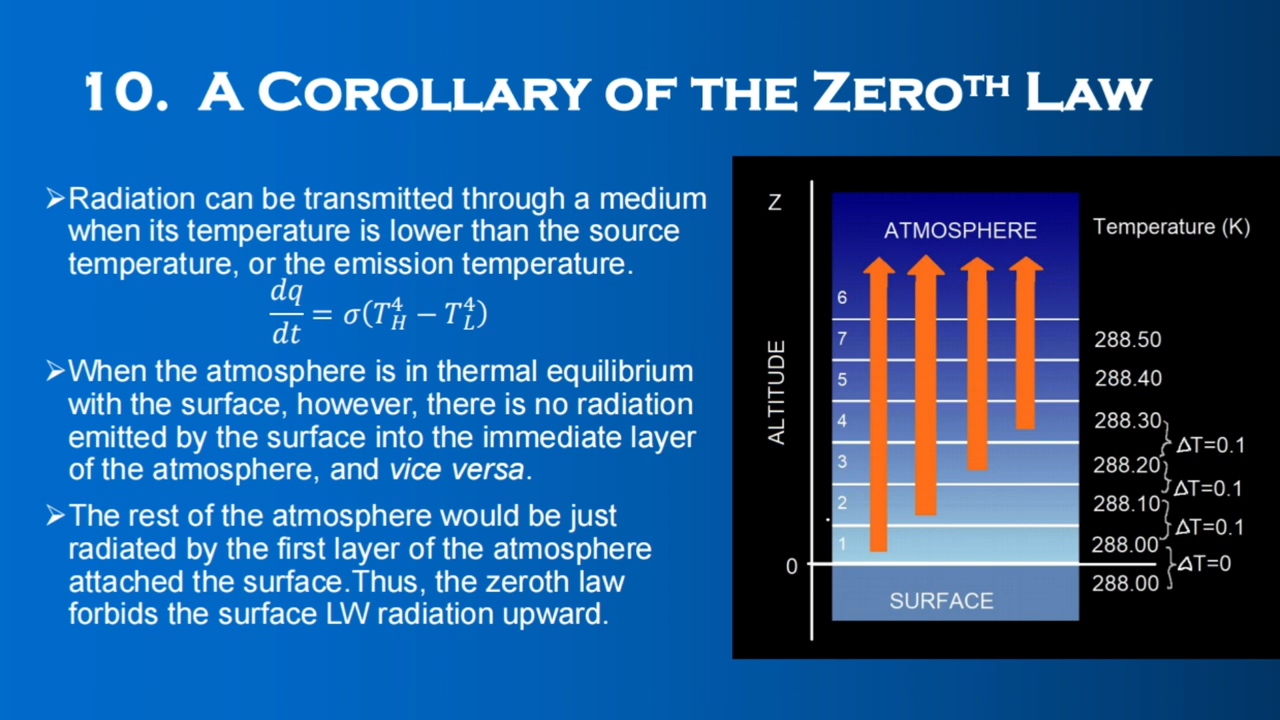 10. A COROLLARY OF THE ZEROTH LAW
➢Radiation can be transmitted through a medium
when its temperature is lower than the source
temperature, or the emission temperature.
dq/dt = σ(T_H^4 − T_L^4)
➢When the atmosphere is in thermal equilibrium
with the surface, however, there is no radiation
emitted by the surface into the immediate layer
of the atmosphere, and vice versa.
➢The rest of the atmosphere would be just
radiated by the first layer of the atmosphere
attached the surface.Thus, the zeroth law
forbids the surface LW radiation upward.
Z
ATMOSPHERE
Temperature (K)
ALTITUDE
6
7 288.50
5 288.40
4 288.30
ΔT=0.1
3 288.20
ΔT=0.1
2 288.10
ΔT=0.1
1 288.00
0
ΔT=0
288.00
SURFACE